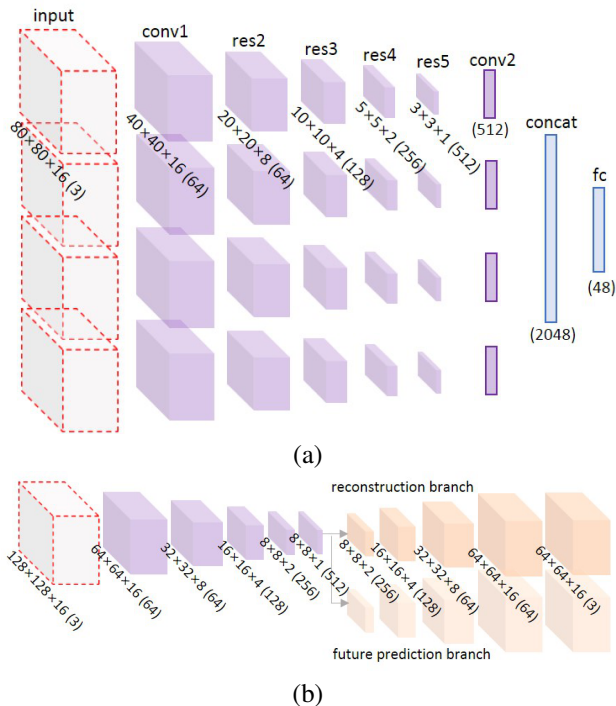 input
conv1
res2
res3
res4
res5
conv2
concat
fc
80×80×16 (3)
40×40×16 (64)
20×20×8 (64)
10×10×4 (128)
5×5×2 (256)
3×3×1 (512)
(512)
(2048)
(48)
(a)
reconstruction branch
128×128×16 (3)
64×64×16 (64)
32×32×8 (64)
16×16×4 (128)
8×8×2 (256)
8×8×1 (512)
8×8×2 (256)
16×16×4 (128)
32×32×8 (64)
64×64×16 (64)
64×64×16 (3)
future prediction branch
(b)